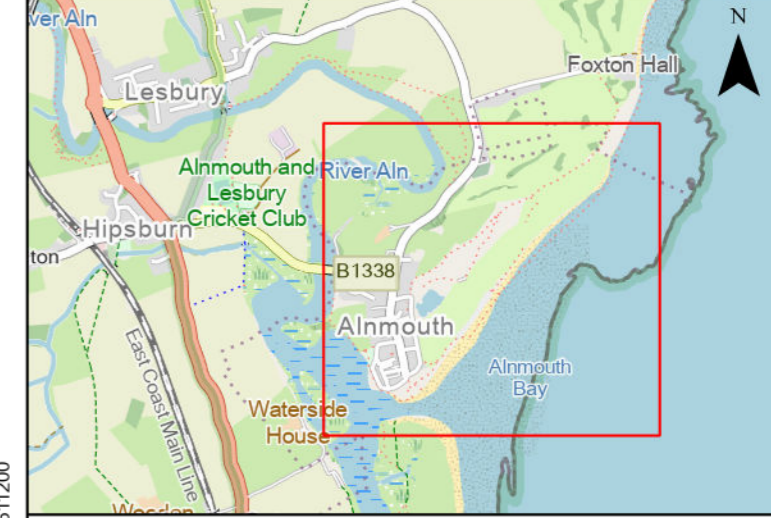 ver Aln
N
Foxton Hall
Lesbury
Alnmouth and
Lesbury
Cricket Club
River Aln
Hipsburn
ton
B1338
Alnmouth
East Coast Main Line
Alnmouth
Bay
Waterside
House